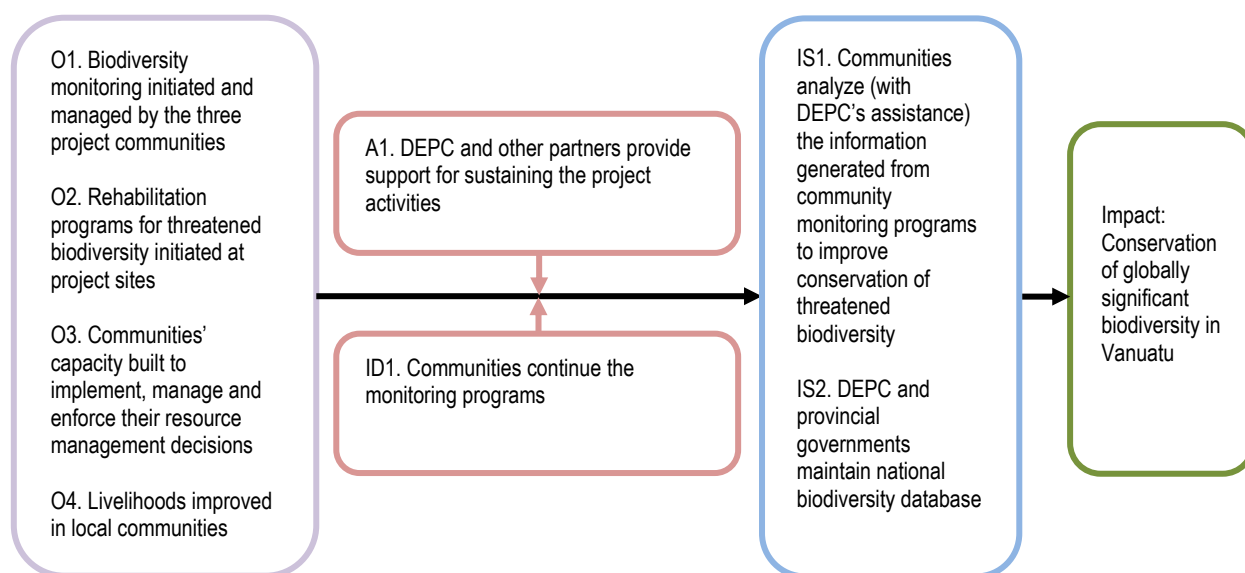 O1. Biodiversity
monitoring initiated and
managed by the three
project communities
O2. Rehabilitation
programs for threatened
biodiversity initiated at
project sites
O3. Communities’
capacity built to
implement, manage and
enforce their resource
management decisions
O4. Livelihoods improved
in local communities
A1. DEPC and other partners provide
support for sustaining the project
activities
ID1. Communities continue the
monitoring programs
IS1. Communities
analyze (with
DEPC’s assistance)
the information
generated from
community
monitoring programs
to improve
conservation of
threatened
biodiversity
IS2. DEPC and
provincial
governments
maintain national
biodiversity database
Impact:
Conservation
of globally
significant
biodiversity in
Vanuatu